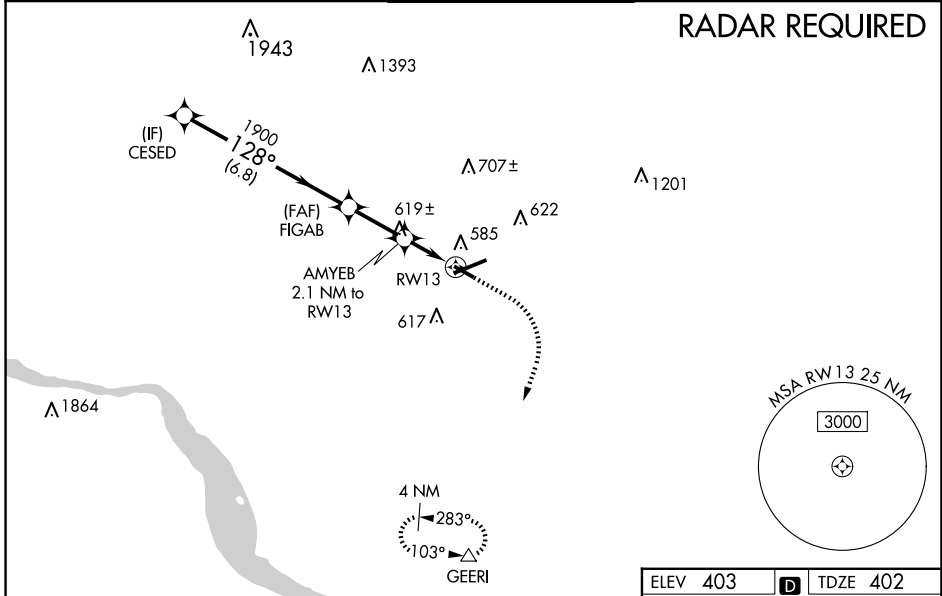 RADAR REQUIRED
1943
1393
(IF)
CESED
1900
128°
(6.8)
707±
1201
(FAF)
FIGAB
619±
622
585
AMYEB
2.1 NM to
RW13
RW13
617
MSA RW13 25 NM
3000
1864
4 NM
283°
103°
GEERI
ELEV 403 D TDZE 402